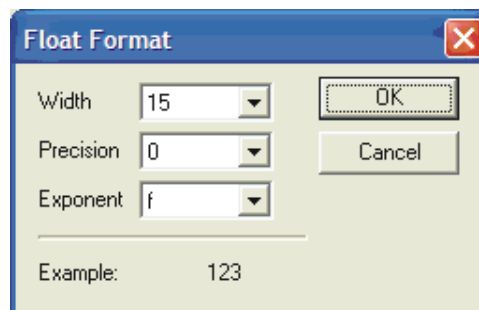 Float Format
Width 15 OK
Precision 0 Cancel
Exponent f
Example: 123